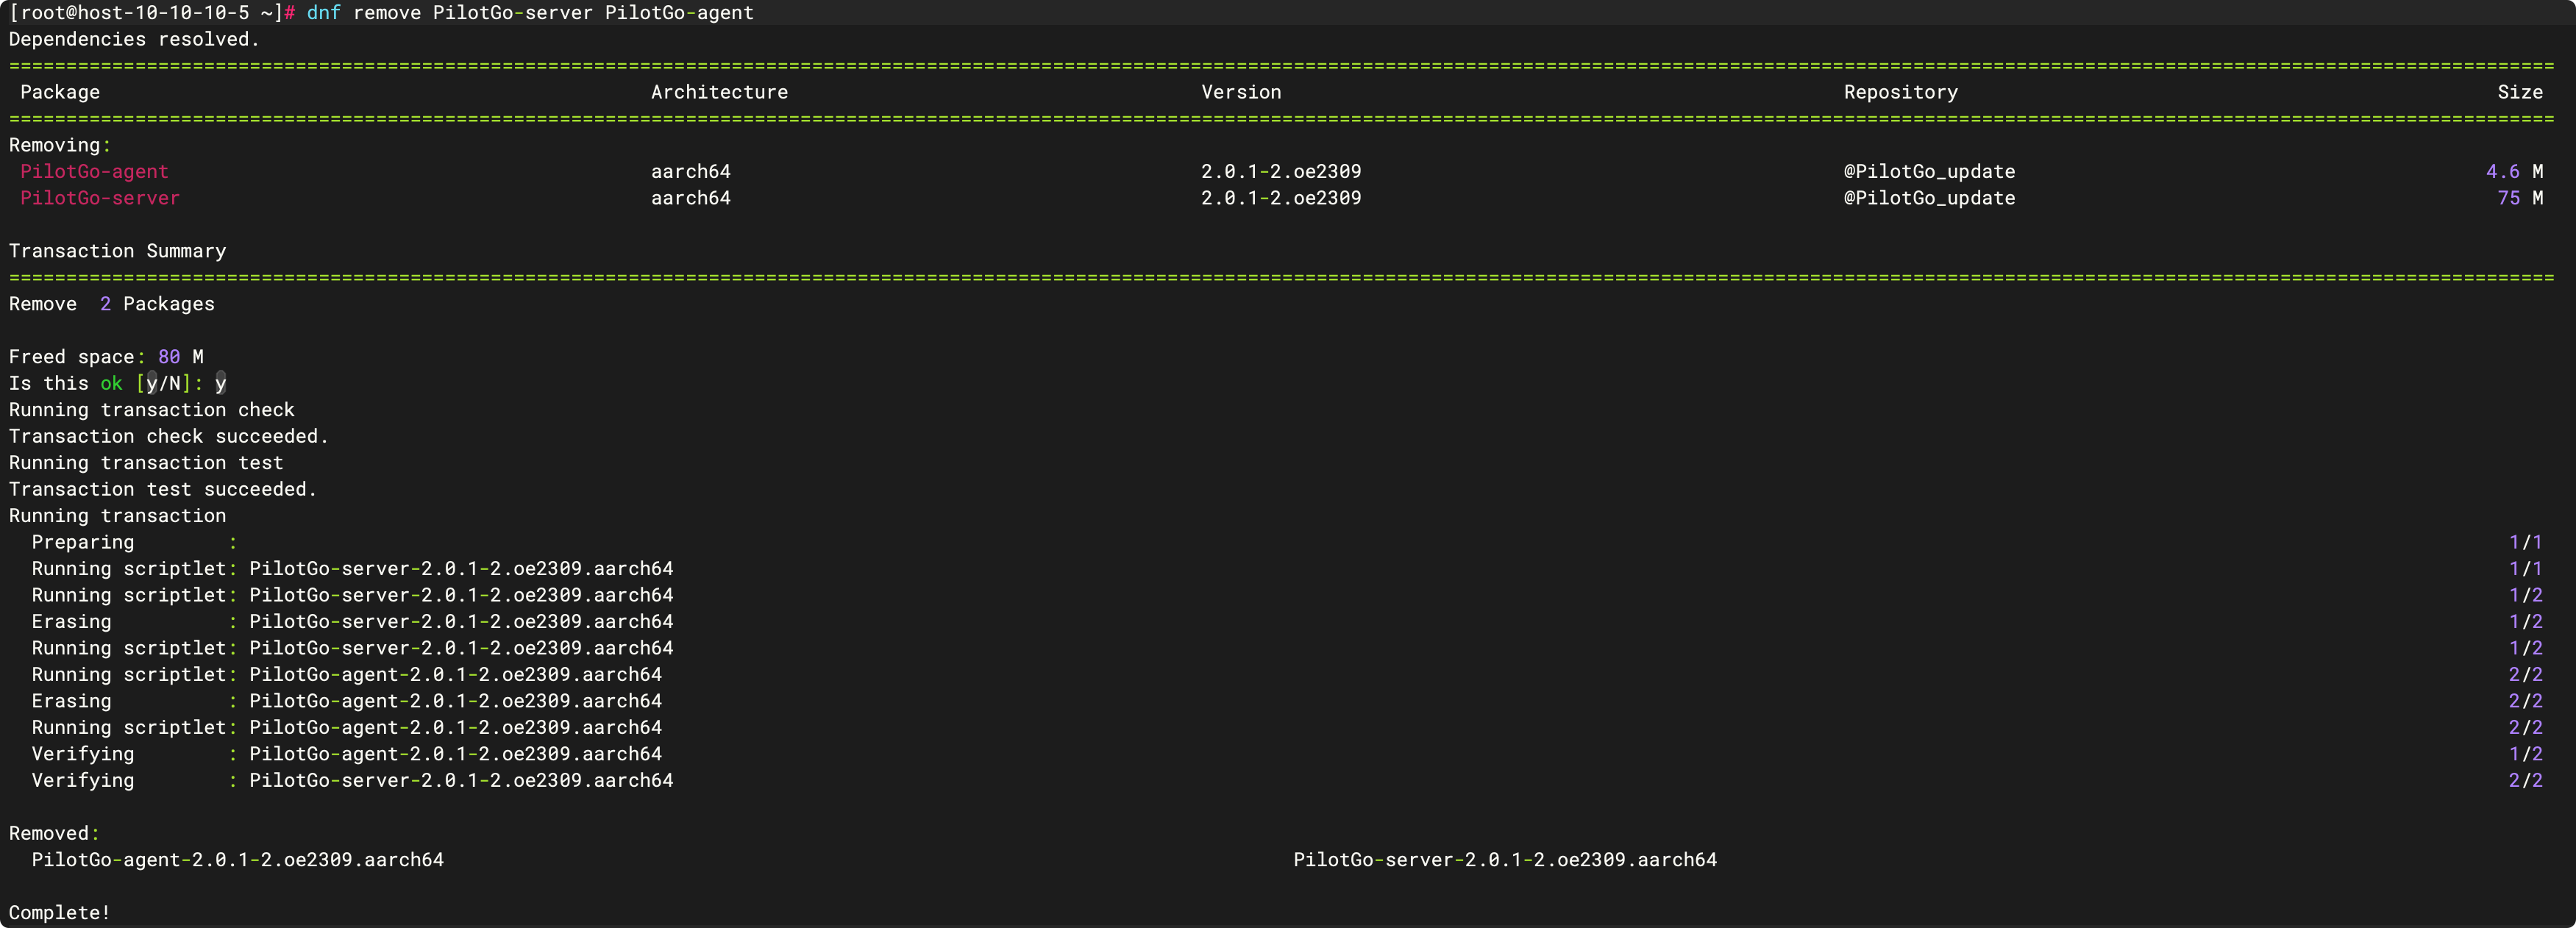 [root@host-10-10-10-5 ~]# dnf remove PilotGo-server PilotGo-agent
Dependencies resolved.
================================================================================
Package Architecture Version Repository Size
================================================================================
Removing:
PilotGo-agent aarch64 2.0.1-2.oe2309 @PilotGo_update 4.6 M
PilotGo-server aarch64 2.0.1-2.oe2309 @PilotGo_update 75 M
Transaction Summary
================================================================================
Remove  2 Packages
Freed space: 80 M
Is this ok [y/N]: y
Running transaction check
Transaction check succeeded.
Running transaction test
Transaction test succeeded.
Running transaction
Preparing : 1/1
Running scriptlet: PilotGo-server-2.0.1-2.oe2309.aarch64 1/1
Running scriptlet: PilotGo-server-2.0.1-2.oe2309.aarch64 1/2
Erasing : PilotGo-server-2.0.1-2.oe2309.aarch64 1/2
Running scriptlet: PilotGo-server-2.0.1-2.oe2309.aarch64 1/2
Running scriptlet: PilotGo-agent-2.0.1-2.oe2309.aarch64 2/2
Erasing : PilotGo-agent-2.0.1-2.oe2309.aarch64 2/2
Running scriptlet: PilotGo-agent-2.0.1-2.oe2309.aarch64 2/2
Verifying : PilotGo-agent-2.0.1-2.oe2309.aarch64 1/2
Verifying : PilotGo-server-2.0.1-2.oe2309.aarch64 2/2
Removed:
PilotGo-agent-2.0.1-2.oe2309.aarch64 PilotGo-server-2.0.1-2.oe2309.aarch64
Complete!